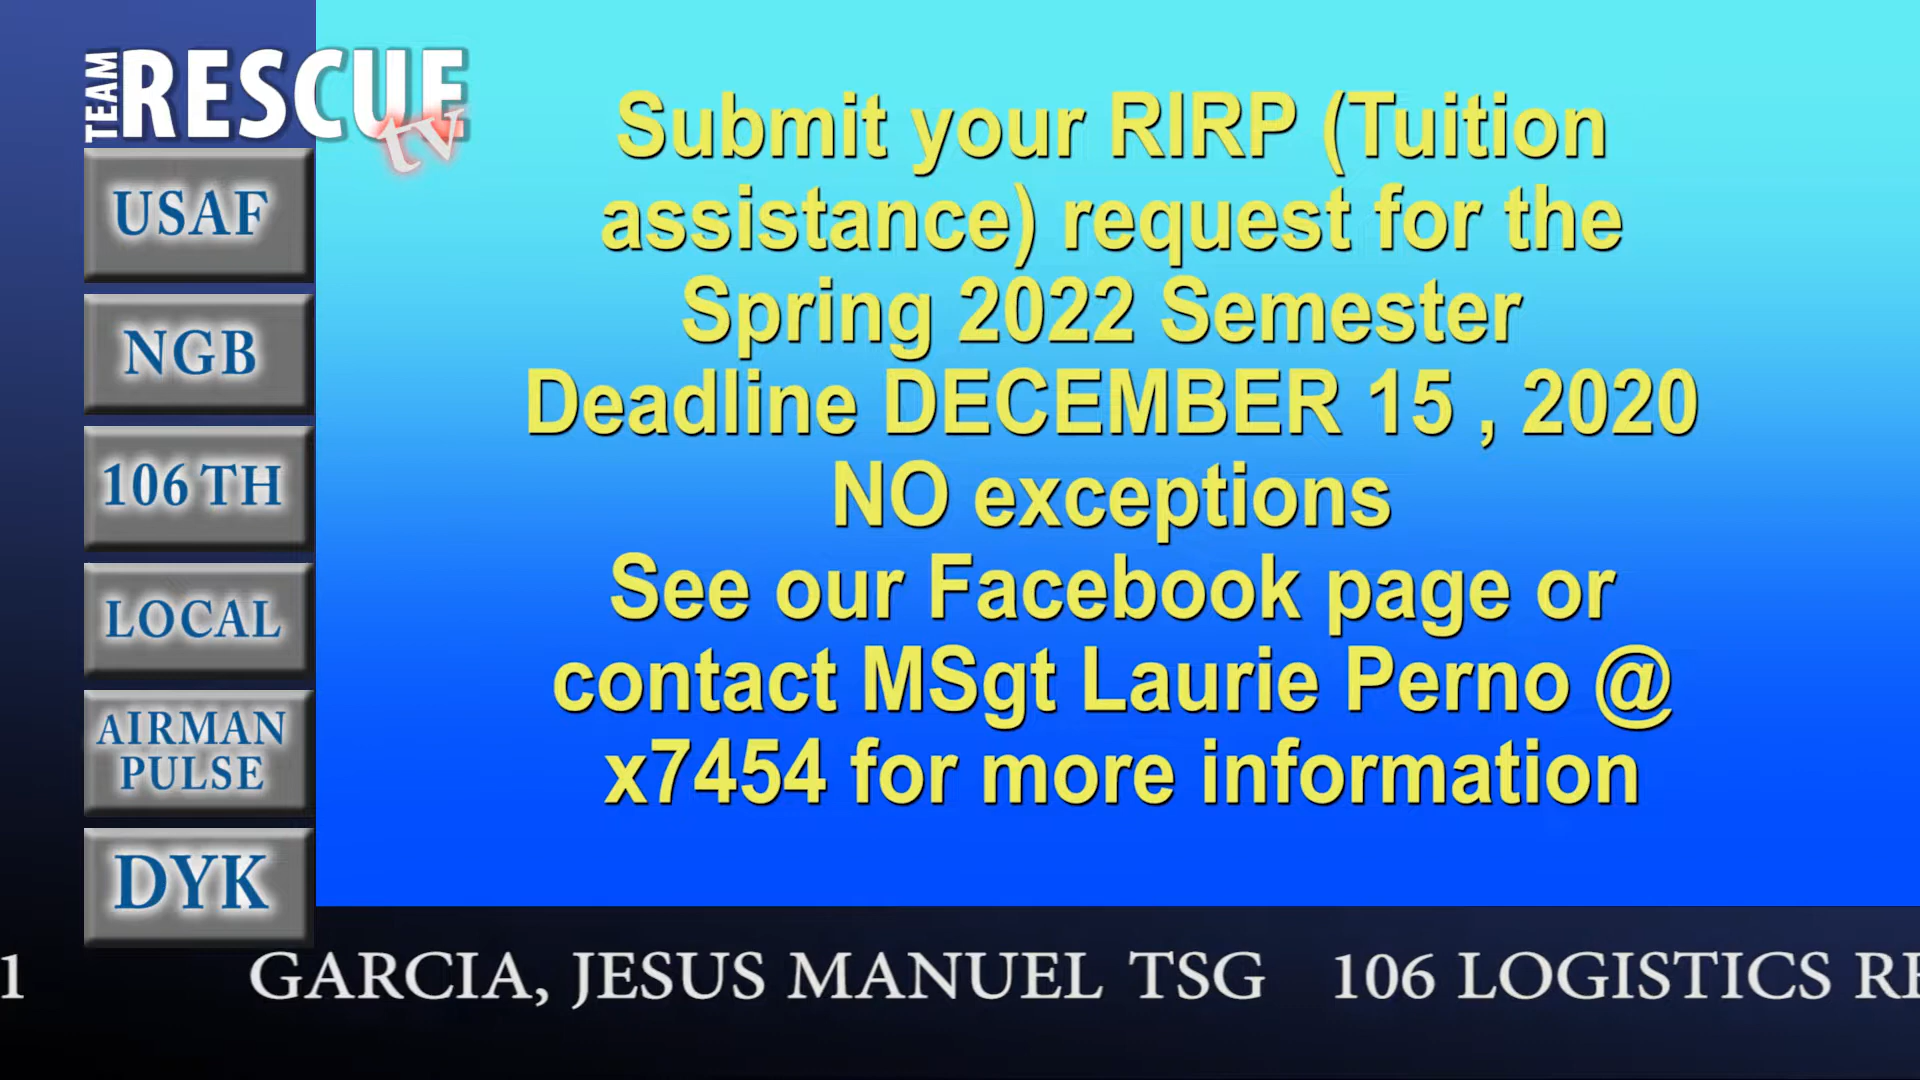 TEAM RESCUE tv
USAF
NGB
106 TH
LOCAL
AIRMAN
PULSE
DYK
Submit your RIRP (Tuition
assistance) request for the
Spring 2022 Semester
Deadline DECEMBER 15 , 2020
NO exceptions
See our Facebook page or
contact MSgt Laurie Perno @
x7454 for more information
1 GARCIA, JESUS MANUEL TSG 106 LOGISTICS RE